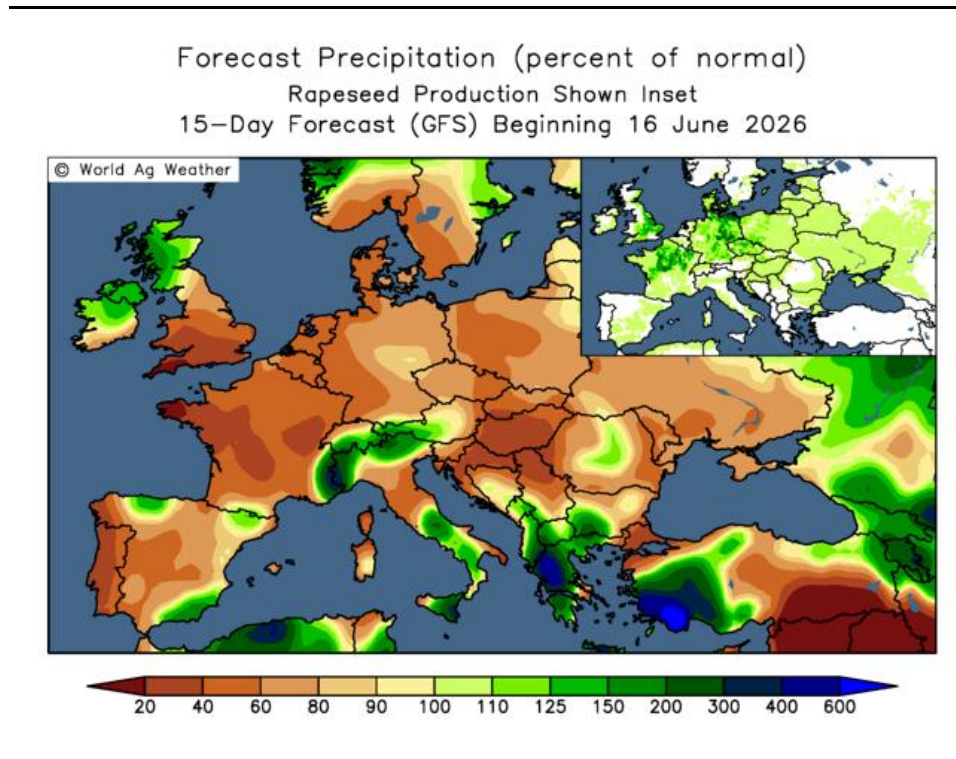 Forecast Precipitation (percent of normal)
Rapeseed Production Shown Inset
15-Day Forecast (GFS) Beginning 16 June 2026
© World Ag Weather
20 40 60 80 90 100 110 125 150 200 300 400 600